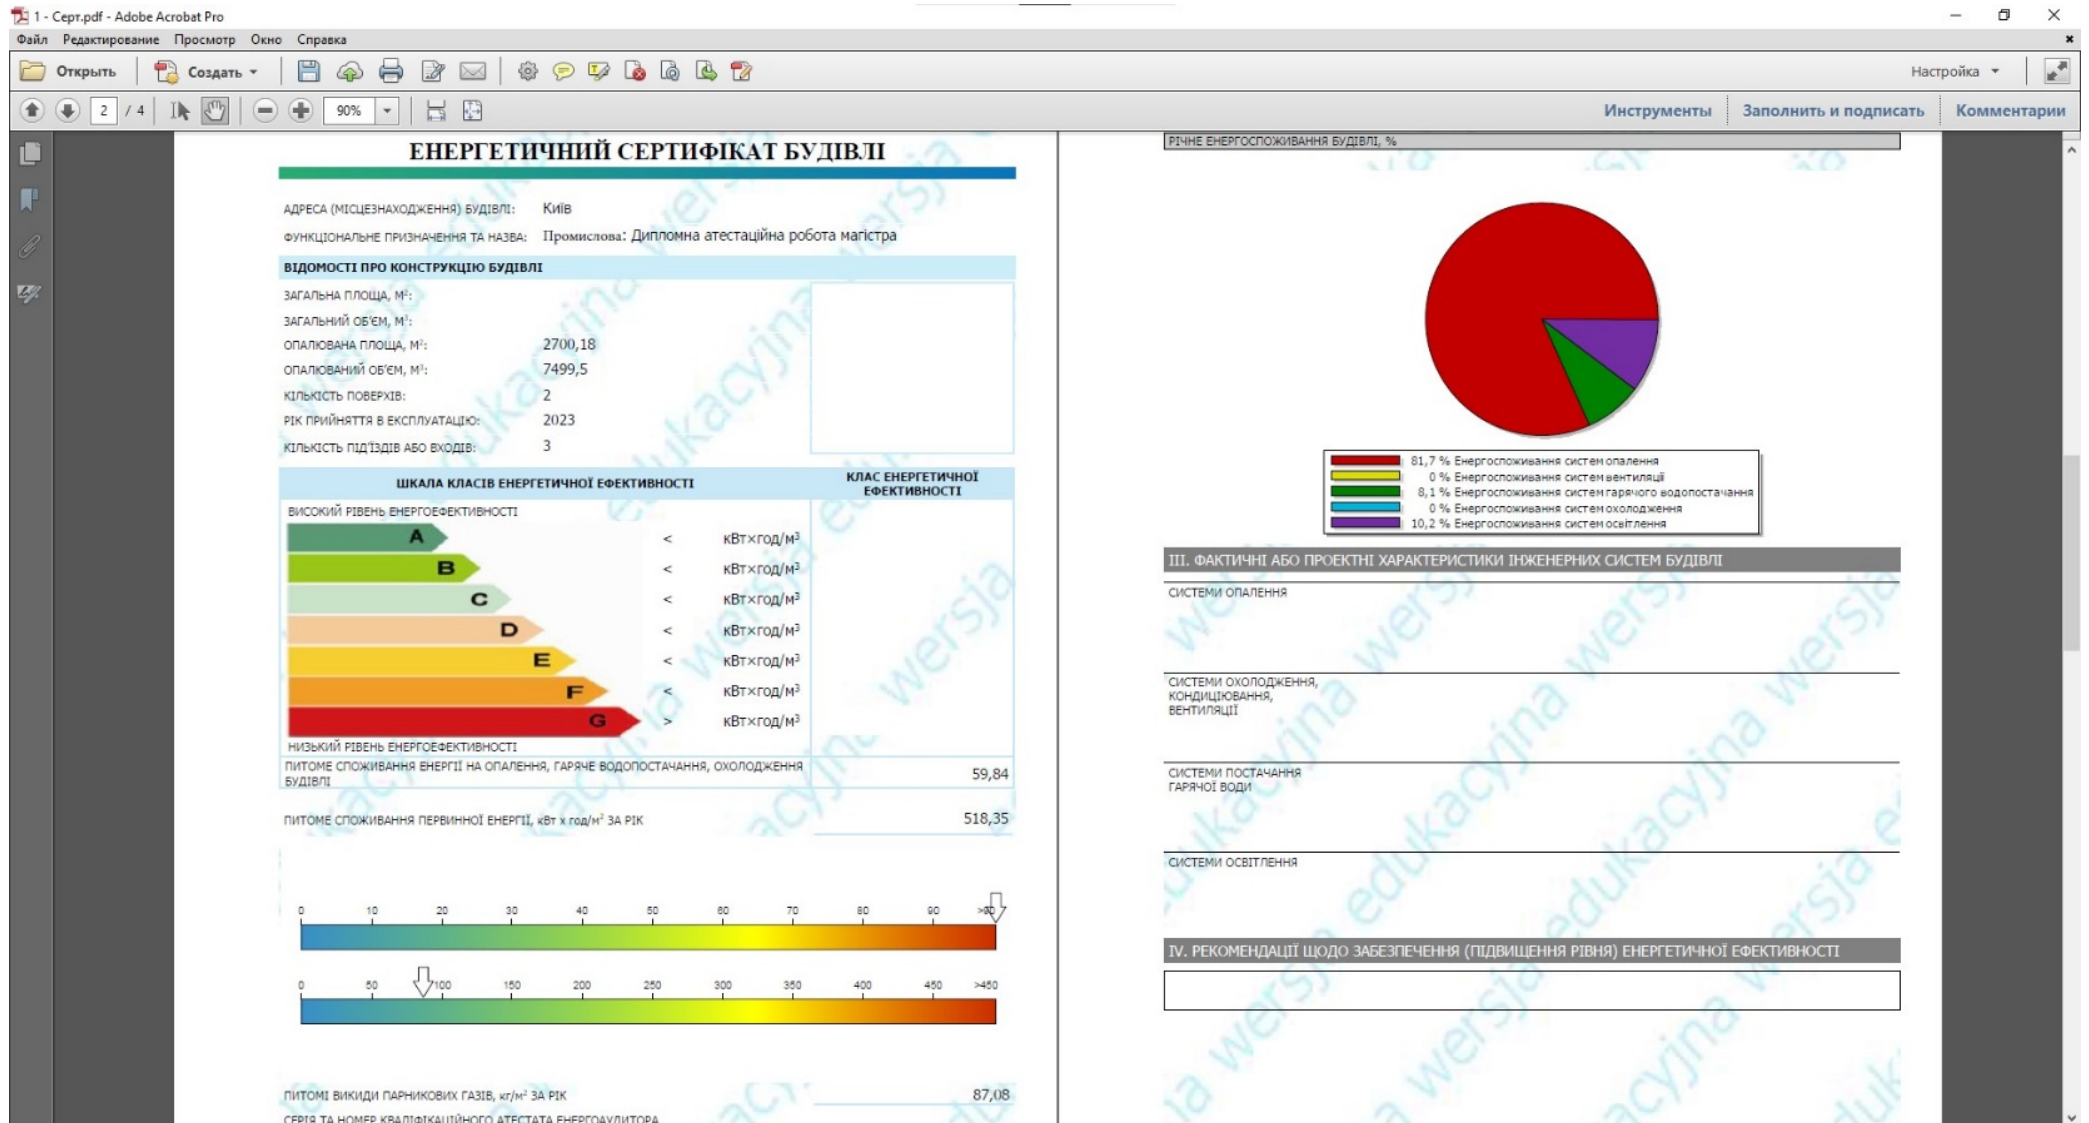 1 - Серт.pdf - Adobe Acrobat Pro
Файл Редактирование Просмотр Окно Справка
Открыть Создать Настройка
2 / 4 90% Инструменты Заполнить и подписать Комментарии
ЕНЕРГЕТИЧНИЙ СЕРТИФІКАТ БУДІВЛІ
АДРЕСА (МІСЦЕЗНАХОДЖЕННЯ) БУДІВЛІ: Київ
ФУНКЦІОНАЛЬНЕ ПРИЗНАЧЕННЯ ТА НАЗВА: Промислова: Дипломна атестаційна робота магістра
ВІДОМОСТІ ПРО КОНСТРУКЦІЮ БУДІВЛІ
ЗАГАЛЬНА ПЛОЩА, М²:
ЗАГАЛЬНИЙ ОБ'ЄМ, М³:
ОПАЛЮВАНА ПЛОЩА, М²: 2700,18
ОПАЛЮВАНИЙ ОБ'ЄМ, М³: 7499,5
КІЛЬКІСТЬ ПОВЕРХІВ: 2
РІК ПРИЙНЯТТЯ В ЕКСПЛУАТАЦІЮ: 2023
КІЛЬКІСТЬ ПІД'ЇЗДІВ АБО ВХОДІВ: 3
ШКАЛА КЛАСІВ ЕНЕРГЕТИЧНОЇ ЕФЕКТИВНОСТІ
КЛАС ЕНЕРГЕТИЧНОЇ
ЕФЕКТИВНОСТІ
ВИСОКИЙ РІВЕНЬ ЕНЕРГОЕФЕКТИВНОСТІ
A < кВт×год/м³
B < кВт×год/м³
C < кВт×год/м³
D < кВт×год/м³
E < кВт×год/м³
F < кВт×год/м³
G > кВт×год/м³
НИЗЬКИЙ РІВЕНЬ ЕНЕРГОЕФЕКТИВНОСТІ
ПИТОМЕ СПОЖИВАННЯ ЕНЕРГІЇ НА ОПАЛЕННЯ, ГАРЯЧЕ ВОДОПОСТАЧАННЯ, ОХОЛОДЖЕННЯ
БУДІВЛІ 59,84
ПИТОМЕ СПОЖИВАННЯ ПЕРВИННОЇ ЕНЕРГІЇ, кВт х год/м² ЗА РІК 518,35
0 10 20 30 40 50 60 70 80 90 >90
0 50 100 150 200 250 300 350 400 450 >450
ПИТОМІ ВИКИДИ ПАРНИКОВИХ ГАЗІВ, кг/м² ЗА РІК 87,08
СЕРІЯ ТА НОМЕР КВАЛІФІКАЦІЙНОГО АТЕСТАТА ЕНЕРГОАУДИТОРА
РІЧНЕ ЕНЕРГОСПОЖИВАННЯ БУДІВЛІ, %
81,7 % Енергоспоживання систем опалення
0 % Енергоспоживання систем вентиляції
8,1 % Енергоспоживання систем гарячого водопостачання
0 % Енергоспоживання систем охолодження
10,2 % Енергоспоживання систем освітлення
III. ФАКТИЧНІ АБО ПРОЕКТНІ ХАРАКТЕРИСТИКИ ІНЖЕНЕРНИХ СИСТЕМ БУДІВЛІ
СИСТЕМИ ОПАЛЕННЯ
СИСТЕМИ ОХОЛОДЖЕННЯ,
КОНДИЦІЮВАННЯ,
ВЕНТИЛЯЦІЇ
СИСТЕМИ ПОСТАЧАННЯ
ГАРЯЧОЇ ВОДИ
СИСТЕМИ ОСВІТЛЕННЯ
IV. РЕКОМЕНДАЦІЇ ЩОДО ЗАБЕЗПЕЧЕННЯ (ПІДВИЩЕННЯ РІВНЯ) ЕНЕРГЕТИЧНОЇ ЕФЕКТИВНОСТІ
wersja edukacyjna